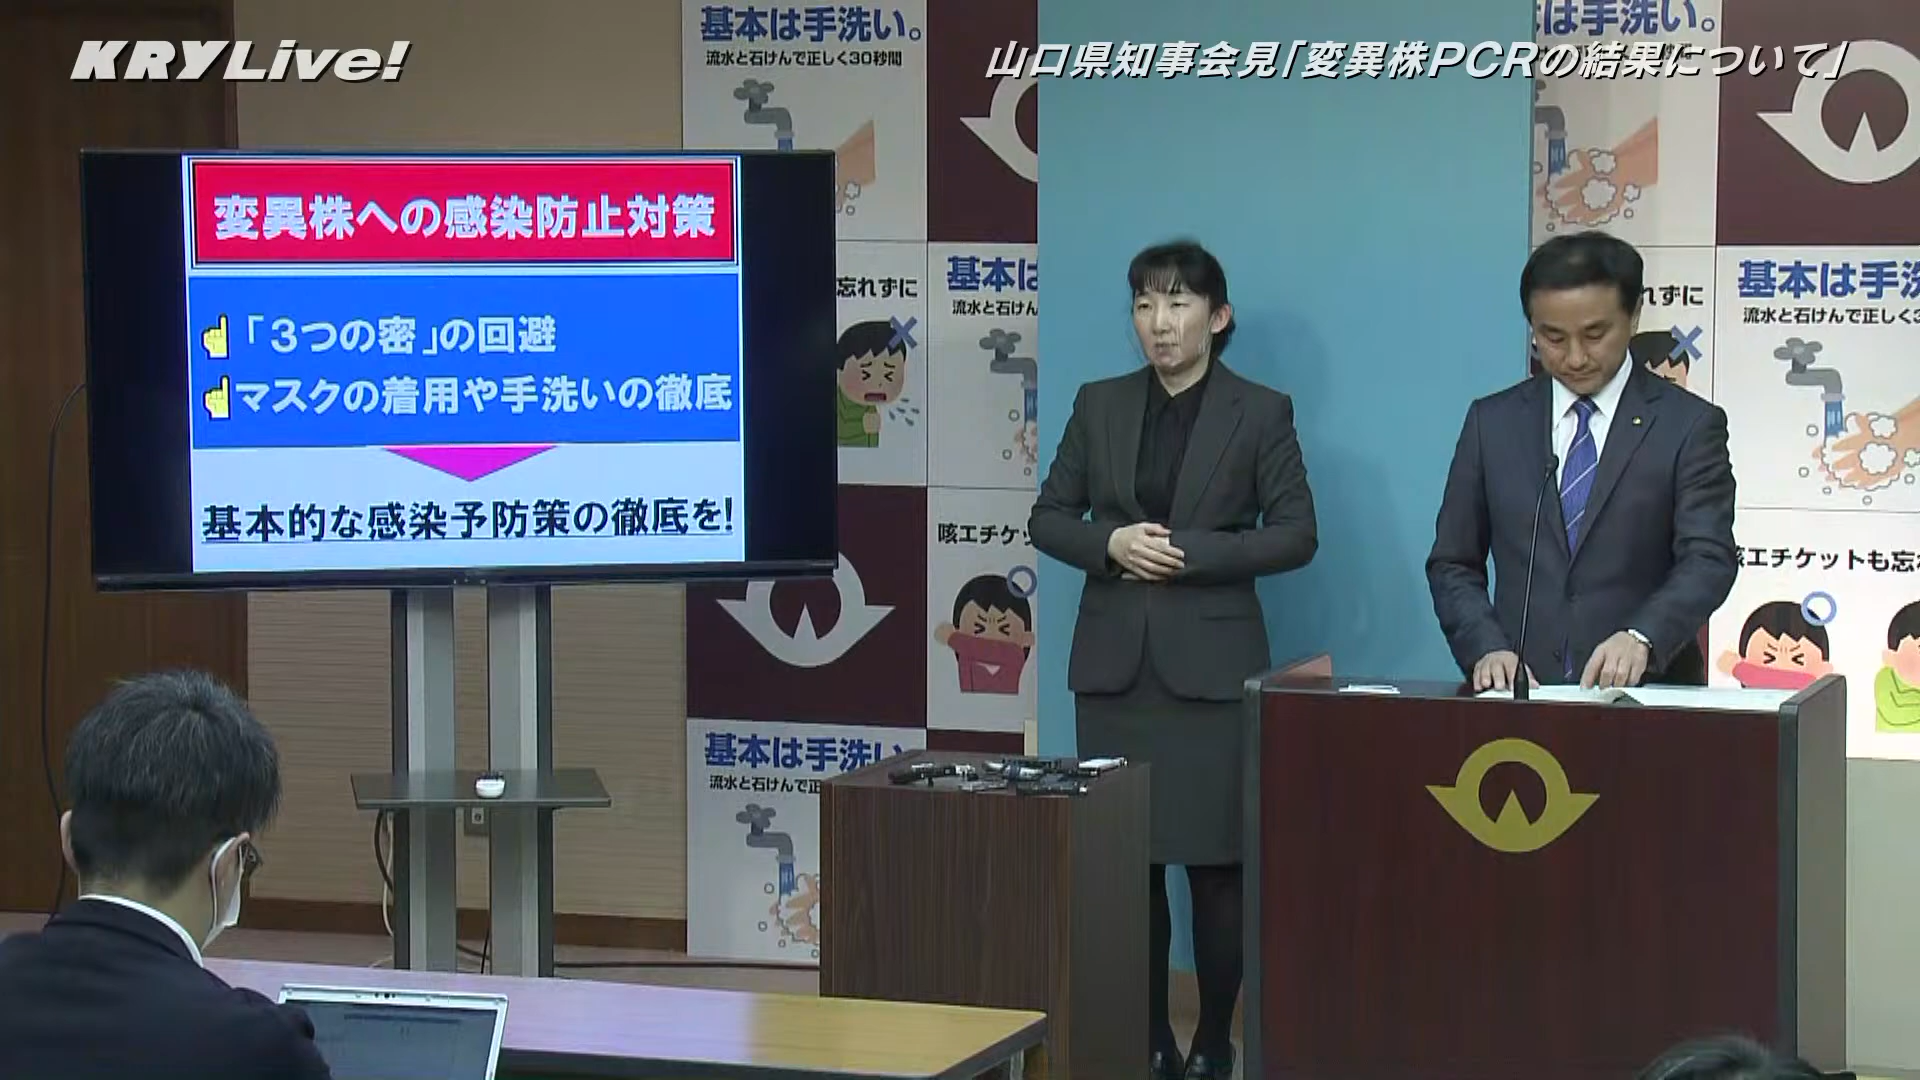 KRY Live!
山口県知事会見「変異株PCRの結果について」
変異株への感染防止対策
「3つの密」の回避
マスクの着用や手洗いの徹底
基本的な感染予防策の徹底を!
基本は手洗い。
流水と石けんで正しく30秒間
は手洗い。
忘れずに
基本は
流水と石けん
れずに
基本は手洗
流水と石けんで正しく3
咳エチケッ
咳エチケットも忘れ
基本は手洗い
流水と石けんで正